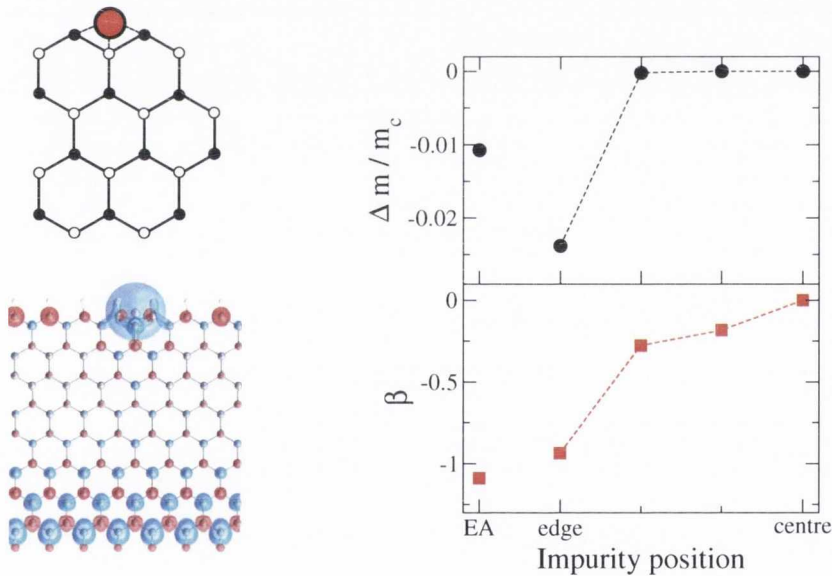 0
-0.01
-0.02
Δ m / m_c
0
-0.5
-1
β
EA
edge
centre
Impurity position